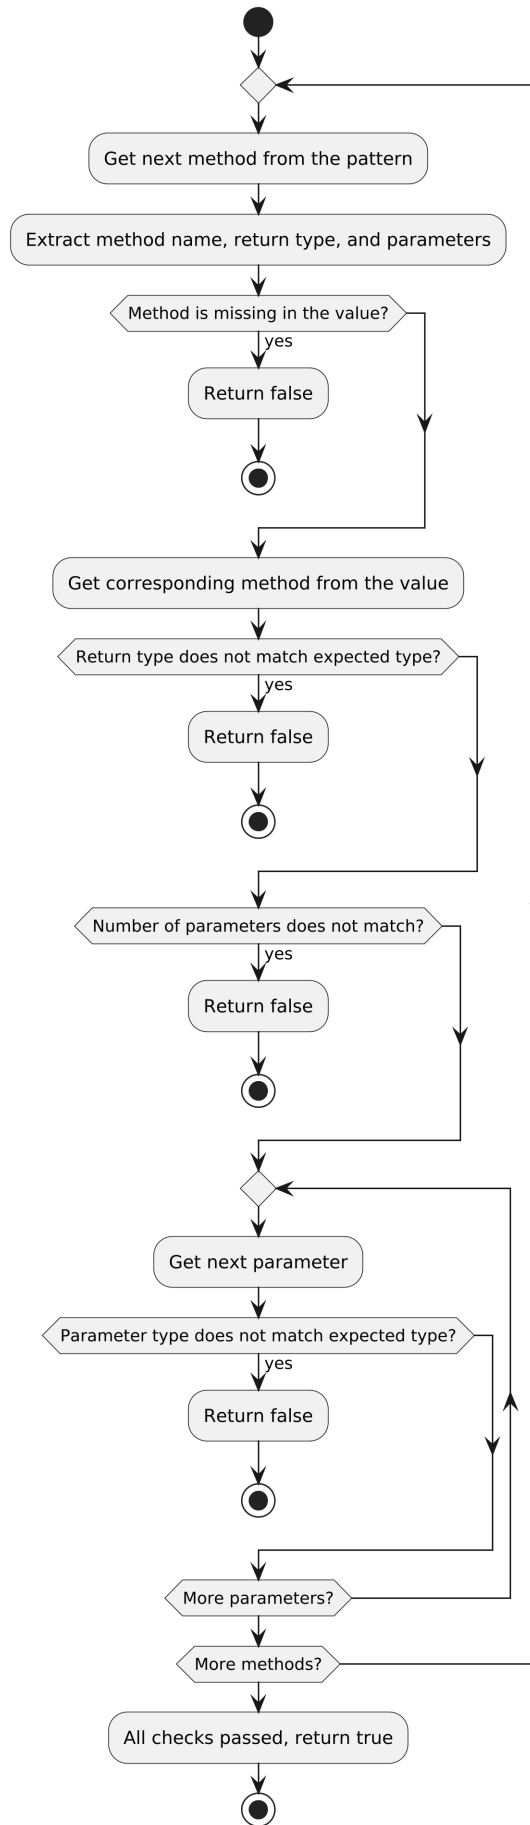 Get next method from the pattern
Extract method name, return type, and parameters
Method is missing in the value?
yes
Return false
Get corresponding method from the value
Return type does not match expected type?
yes
Return false
Number of parameters does not match?
yes
Return false
Get next parameter
Parameter type does not match expected type?
yes
Return false
More parameters?
More methods?
All checks passed, return true